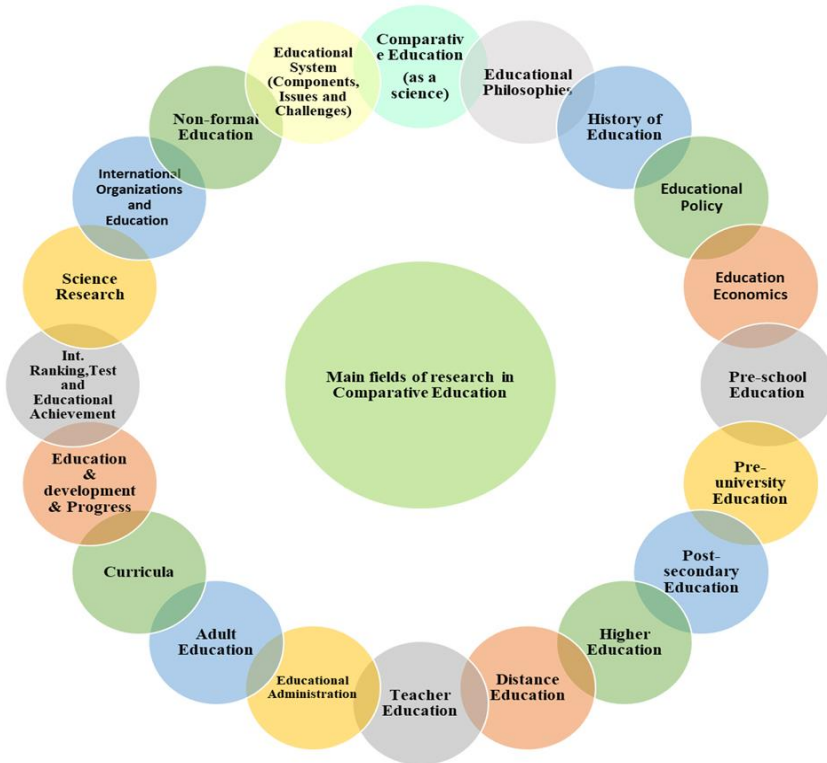 Comparativ
e Education
(as a
science)
Educational
Philosophies
History of
Education
Educational
Policy
Education
Economics
Pre-school
Education
Pre-
university
Education
Post-
secondary
Education
Higher
Education
Distance
Education
Teacher
Education
Educational
Administration
Adult
Education
Curricula
Education
&
development
& Progress
Int.
Ranking,Test
and
Educational
Achievement
Science
Research
International
Organizations
and
Education
Non-formal
Education
Educational
System
(Components,
Issues and
Challenges)
Main fields of research in
Comparative Education